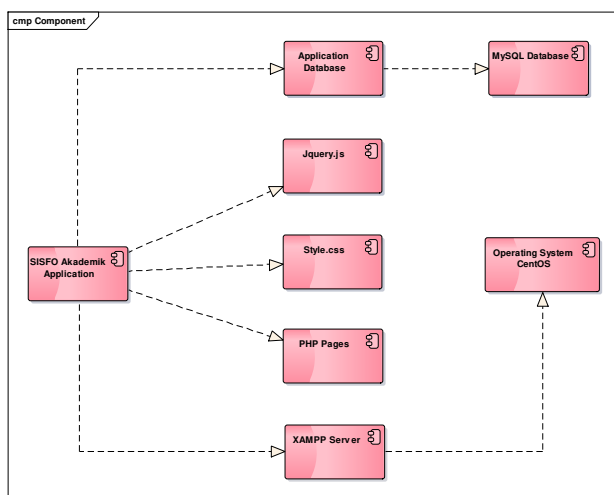 cmp Component
Application
Database
MySQL Database
Jquery.js
Style.css
SISFO Akademik
Application
Operating System
CentOS
PHP Pages
XAMPP Server